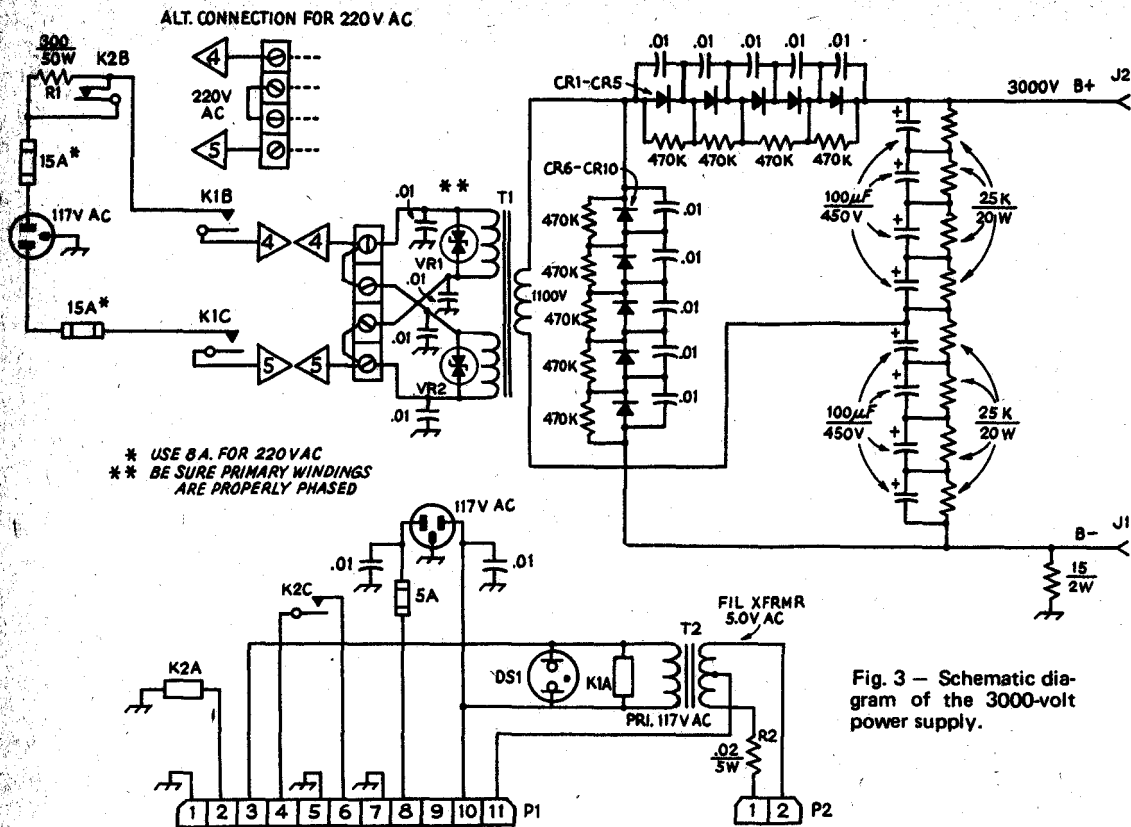 ALT. CONNECTION FOR 220V AC
300
50W
K2B
R1
4
220V
AC
5
15A*
117V AC
K1B
4
4
15A*
K1C
5
5
.01
**
T1
VR1
.01
.01
VR2
.01
1100V
* USE 8A. FOR 220VAC
** BE SURE PRIMARY WINDINGS
ARE PROPERLY PHASED
.01 .01 .01 .01 .01
CR1-CR5
470K 470K 470K 470K
CR6-CR10
470K
470K
470K
470K
470K
.01
.01
.01
.01
.01
3000V B+ J2
+
+
+
+
100µF
450V
25K
20W
+
+
+
+
100µF
450V
25K
20W
B- J1
15
2W
117V AC
.01
.01
5A
K2C
K2A
FIL XFRMR
5.0V AC
T2
DS1
K1A
PRI. 117V AC
R2
.02
5W
1 2 3 4 5 6 7 8 9 10 11 P1
1 2 P2
Fig. 3 — Schematic dia-
gram of the 3000-volt
power supply.